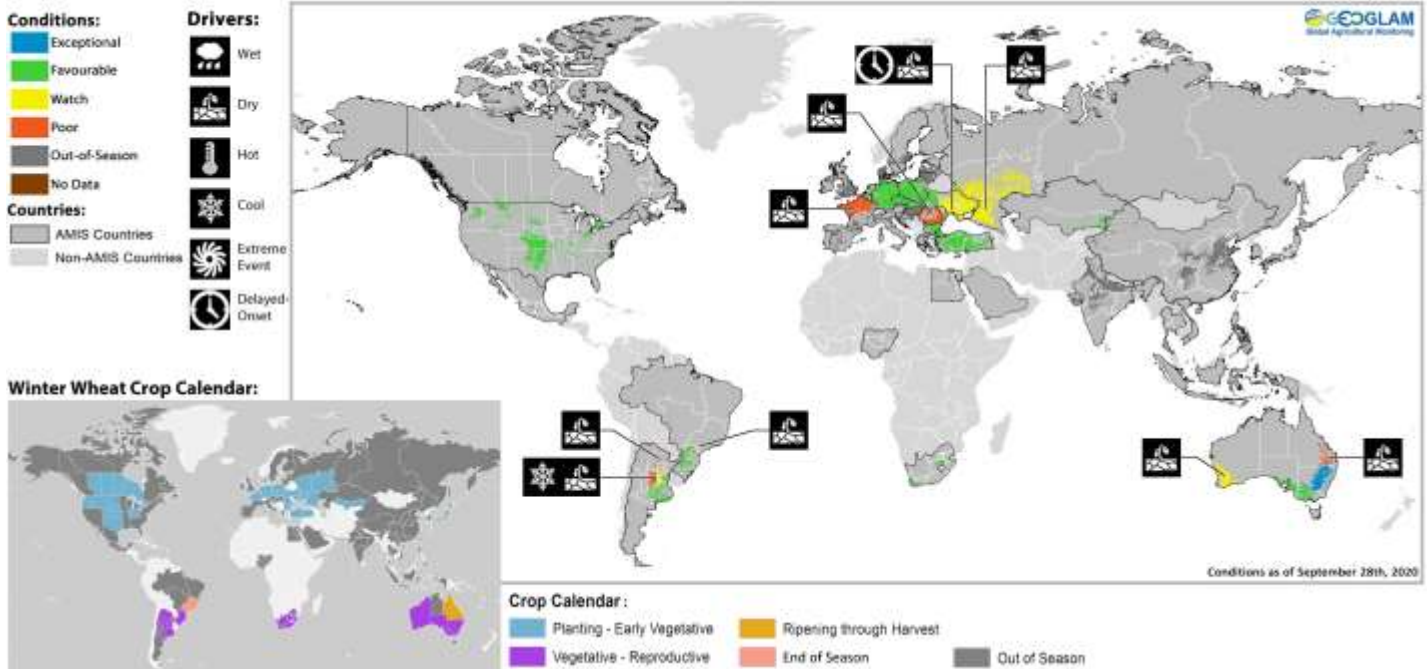 Conditions:
Exceptional
Favourable
Watch
Poor
Out-of-Season
No Data
Countries:
AMIS Countries
Non-AMIS Countries
Drivers:
Wet
Dry
Hot
Cool
Extreme
Event
Delayed-
Onset
GEOGLAM
Global Agricultural Monitoring
Winter Wheat Crop Calendar:
Conditions as of September 28th, 2020
Crop Calendar :
Planting - Early Vegetative
Vegetative - Reproductive
Ripening through Harvest
End of Season
Out of Season